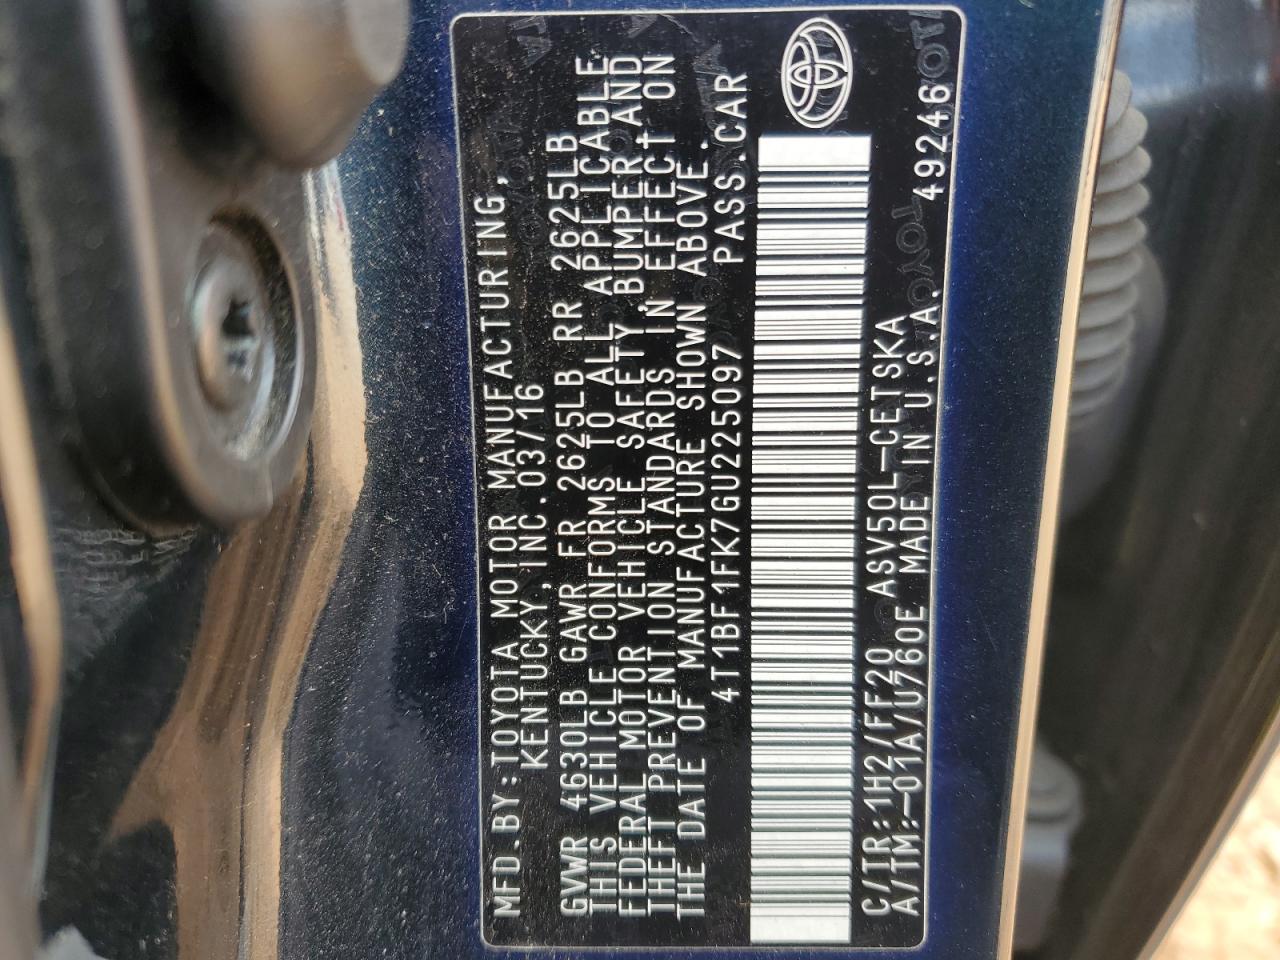 MFD.BY:TOYOTA MOTOR MANUFACTURING,
KENTUCKY,INC.03/16
GVWR 4630LB GAWR FR 2625LB RR 2625LB
THIS VEHICLE CONFORMS TO ALL APPLICABLE
FEDERAL MOTOR VEHICLE SAFETY,BUMPER AND
THEFT PREVENTION STANDARDS IN EFFECT ON
THE DATE OF MANUFACTURE SHOWN ABOVE.
4T1BF1FK7GU225097 PASS.CAR
C/TR:1H2/FF20 ASV50L-CETSKA
A/TM:-01A/U760E MADE IN U.S.A. 49246